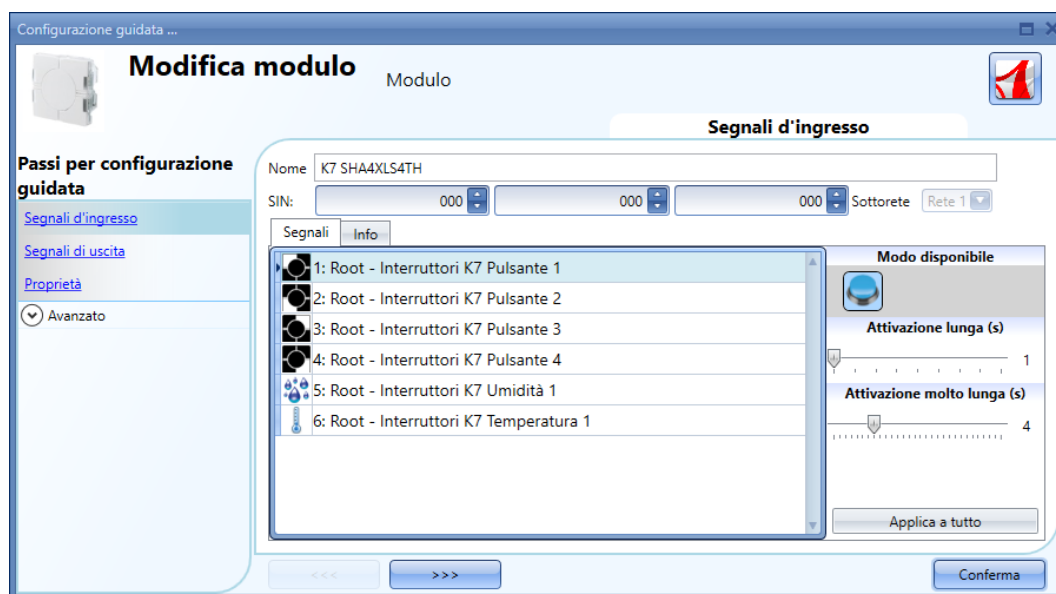 Configurazione guidata ...
Modifica modulo
Modulo
Segnali d'ingresso
Passi per configurazione
guidata
Segnali d'ingresso
Segnali di uscita
Proprietà
Avanzato
Nome K7 SHA4XLS4TH
SIN: 000 000 000 Sottorete Rete 1
Segnali Info
1: Root - Interruttori K7 Pulsante 1
2: Root - Interruttori K7 Pulsante 2
3: Root - Interruttori K7 Pulsante 3
4: Root - Interruttori K7 Pulsante 4
5: Root - Interruttori K7 Umidità 1
6: Root - Interruttori K7 Temperatura 1
Modo disponibile
Attivazione lunga (s)
1
Attivazione molto lunga (s)
4
Applica a tutto
<<< >>> Conferma